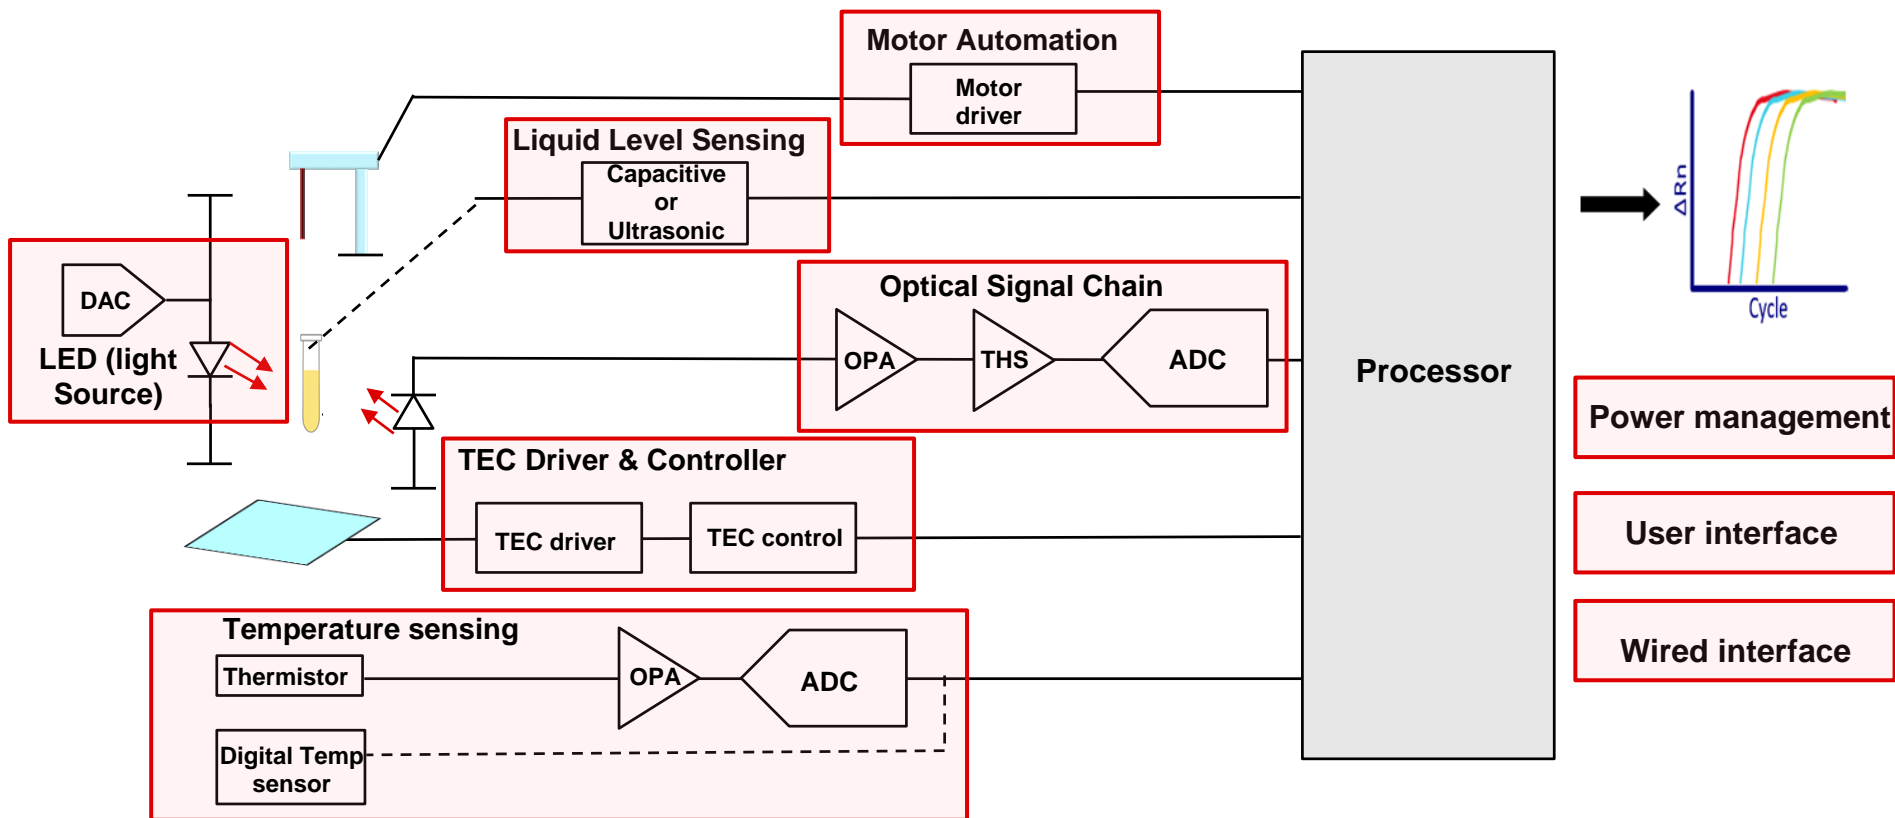 Motor Automation
Motor
driver
Liquid Level Sensing
Capacitive
or
Ultrasonic
DAC
LED (light
Source)
Optical Signal Chain
OPA
THS
ADC
Processor
ΔRn
Cycle
Power management
User interface
Wired interface
TEC Driver & Controller
TEC driver
TEC control
Temperature sensing
Thermistor
OPA
ADC
Digital Temp
sensor